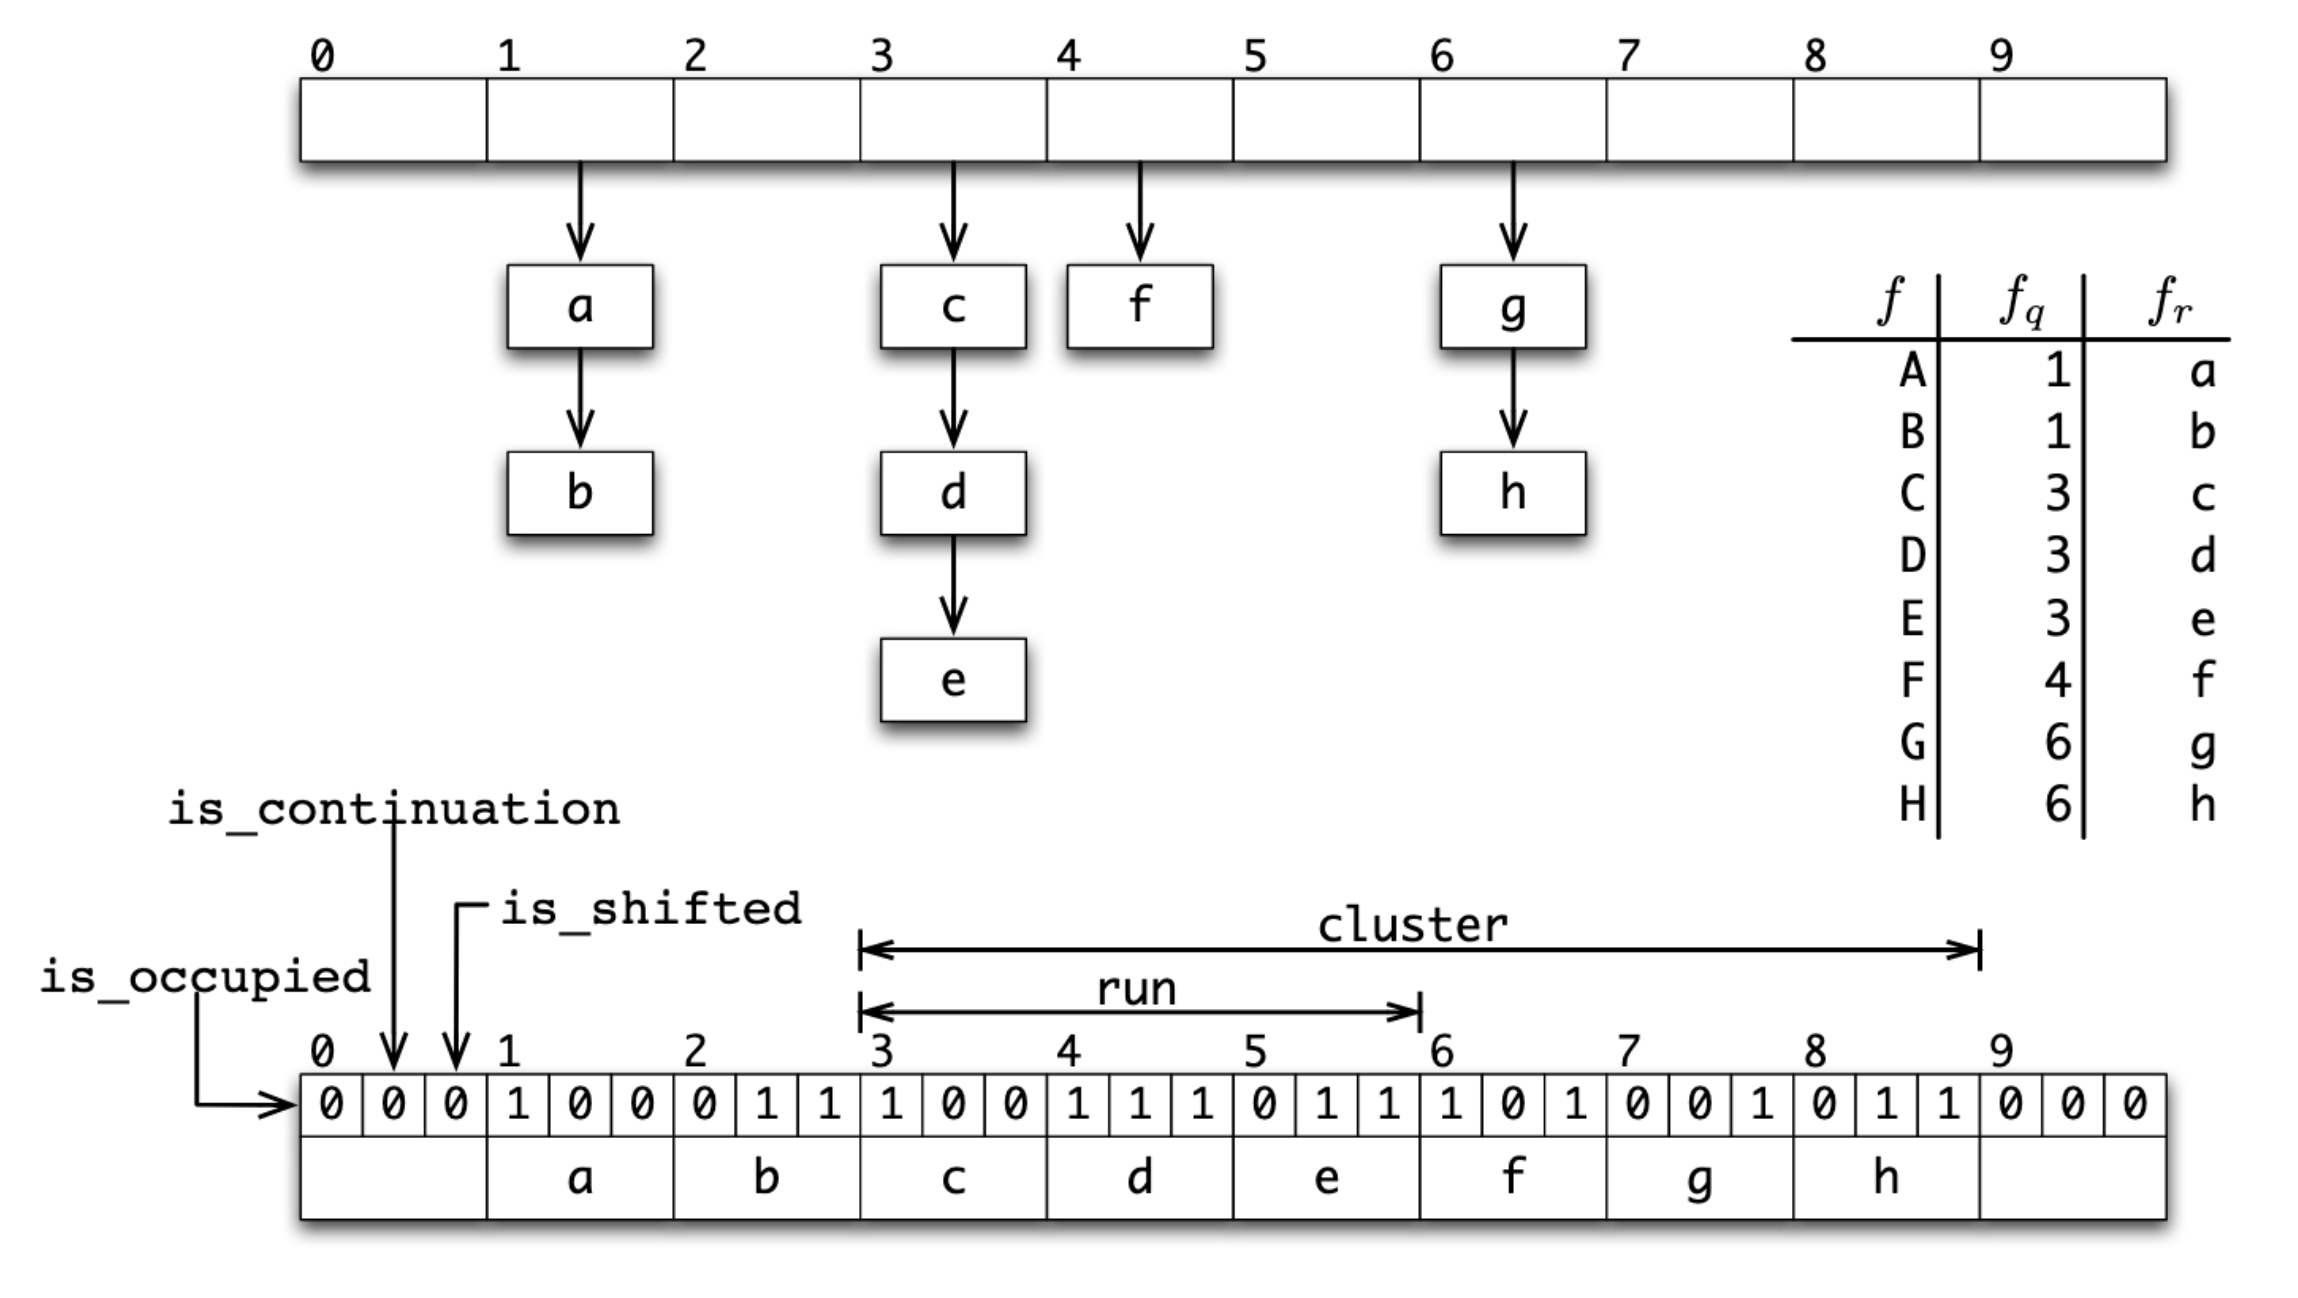 0 1 2 3 4 5 6 7 8 9
a c f g
b d h
e
f f_q f_r
A 1 a
B 1 b
C 3 c
D 3 d
E 3 e
F 4 f
G 6 g
H 6 h
is_continuation
is_shifted
is_occupied
cluster
run
0 1 2 3 4 5 6 7 8 9
0 0 0 1 0 0 0 1 1 1 0 0 1 1 1 0 1 1 1 0 1 0 0 1 0 1 1 0 0 0
a b c d e f g h